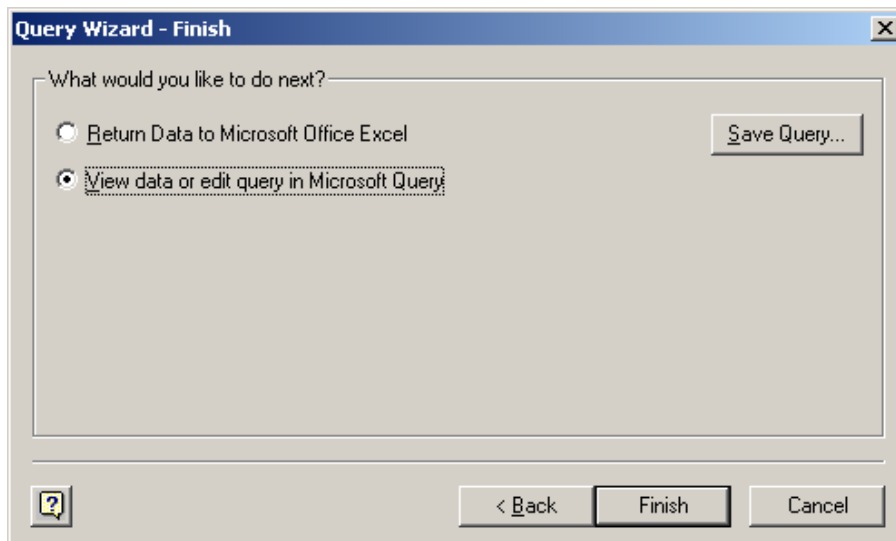 Query Wizard - Finish
What would you like to do next?
Return Data to Microsoft Office Excel
Save Query...
View data or edit query in Microsoft Query
< Back
Finish
Cancel